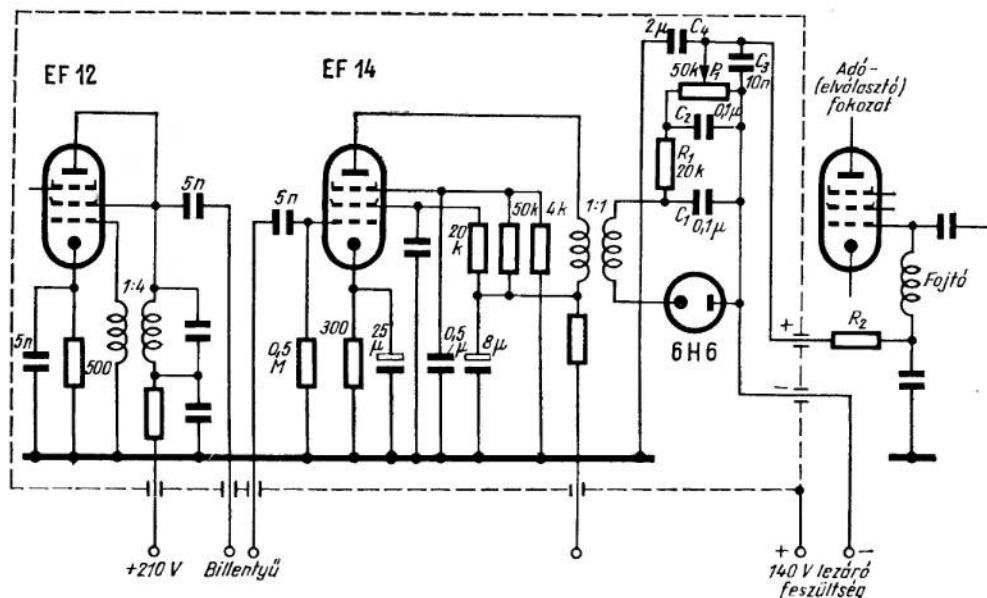 EF 12
EF 14
2µ
C4
50k
P1
C3
10n
Adó-
(elválasztó)
fokozat
C2
0,1µ
R1
20k
5n
5n
50k
4k
1:1
20
k
C1
0,1µ
Fojtó
1:4
5n
500
0,5
M
300
25
µ
0,5
µ
8µ
6H6
+
R2
−
+210 V
Billentyű
+
−
140 V lezáró
feszültség